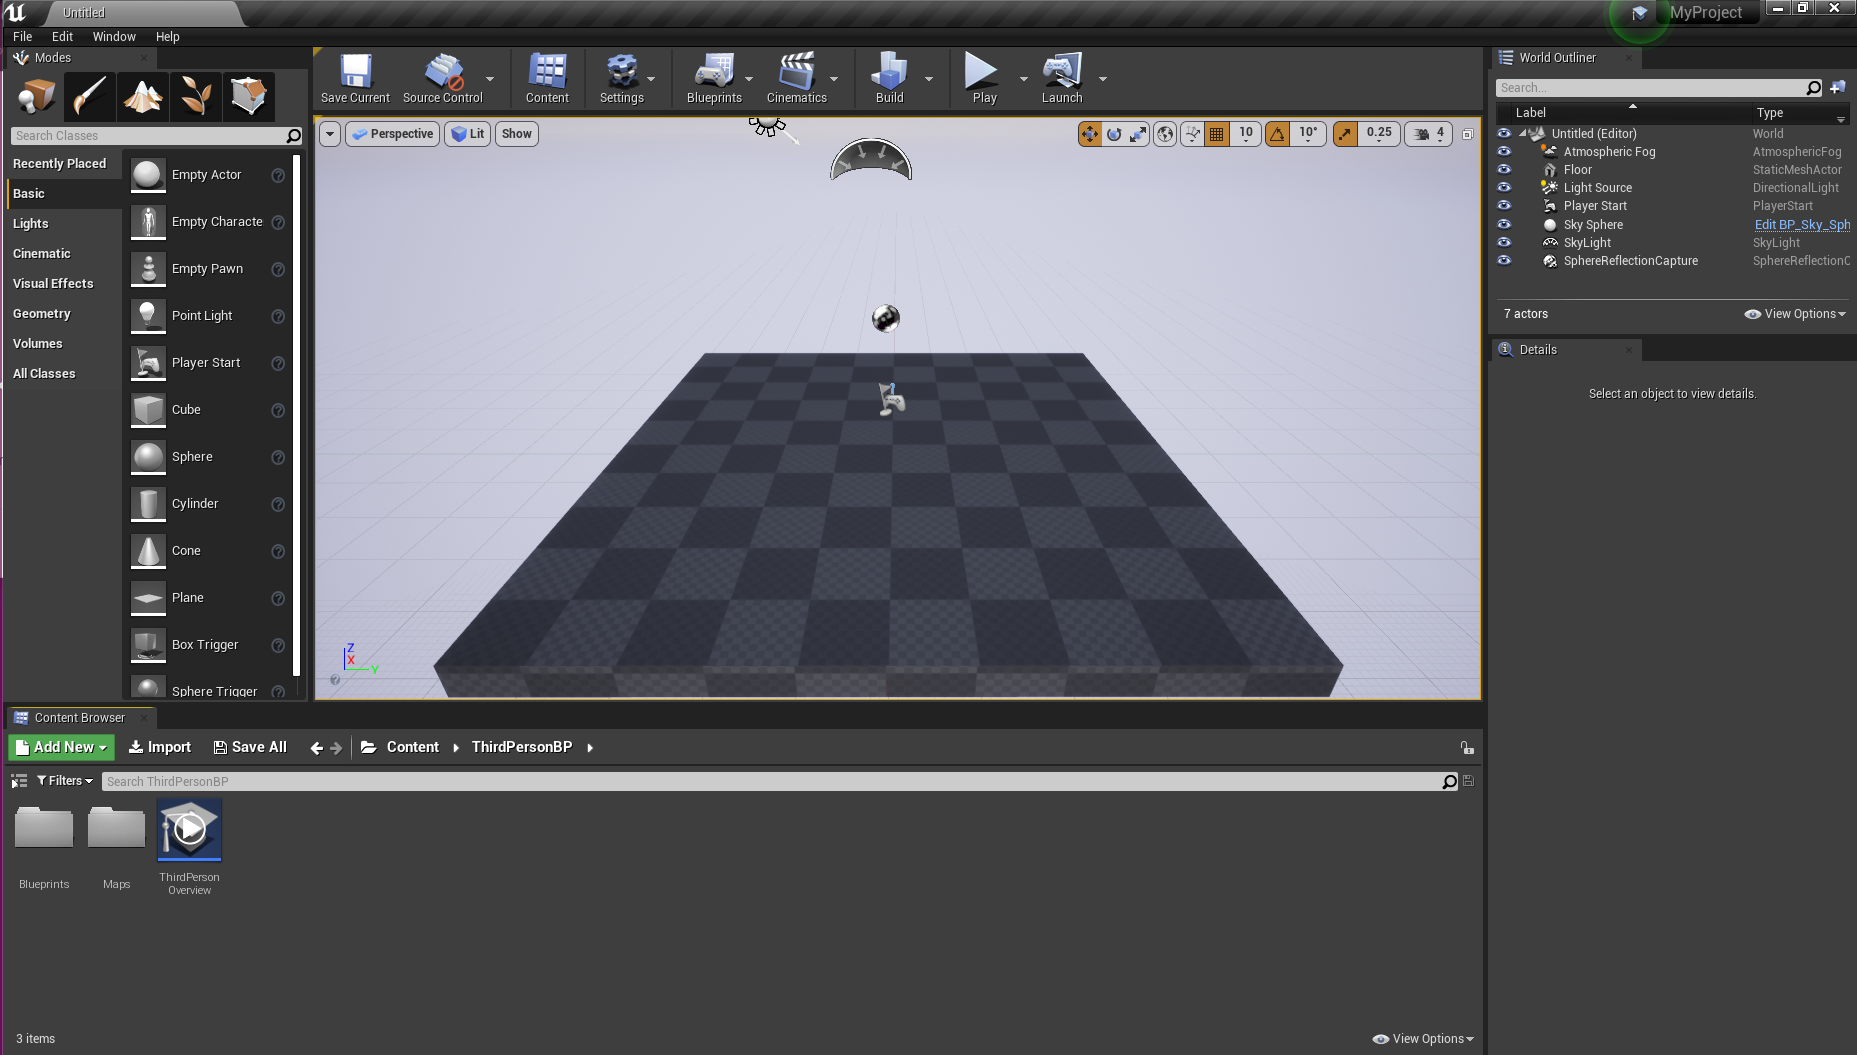 Untitled
MyProject
File Edit Window Help
Modes
Search Classes
Recently Placed
Basic
Lights
Cinematic
Visual Effects
Geometry
Volumes
All Classes
Empty Actor
Empty Characte
Empty Pawn
Point Light
Player Start
Cube
Sphere
Cylinder
Cone
Plane
Box Trigger
Sphere Trigger
Save Current Source Control Content Settings Blueprints Cinematics Build Play Launch
Perspective Lit Show
10 10° 0.25 4
Z
X
Y
World Outliner
Search...
Label Type
Untitled (Editor) World
Atmospheric Fog AtmosphericFog
Floor StaticMeshActor
Light Source DirectionalLight
Player Start PlayerStart
Sky Sphere Edit BP_Sky_Sph
SkyLight SkyLight
SphereReflectionCapture SphereReflectionC
7 actors View Options
Details
Select an object to view details.
Content Browser
Add New Import Save All Content ThirdPersonBP
Filters Search ThirdPersonBP
Blueprints
Maps
ThirdPerson
Overview
3 items View Options